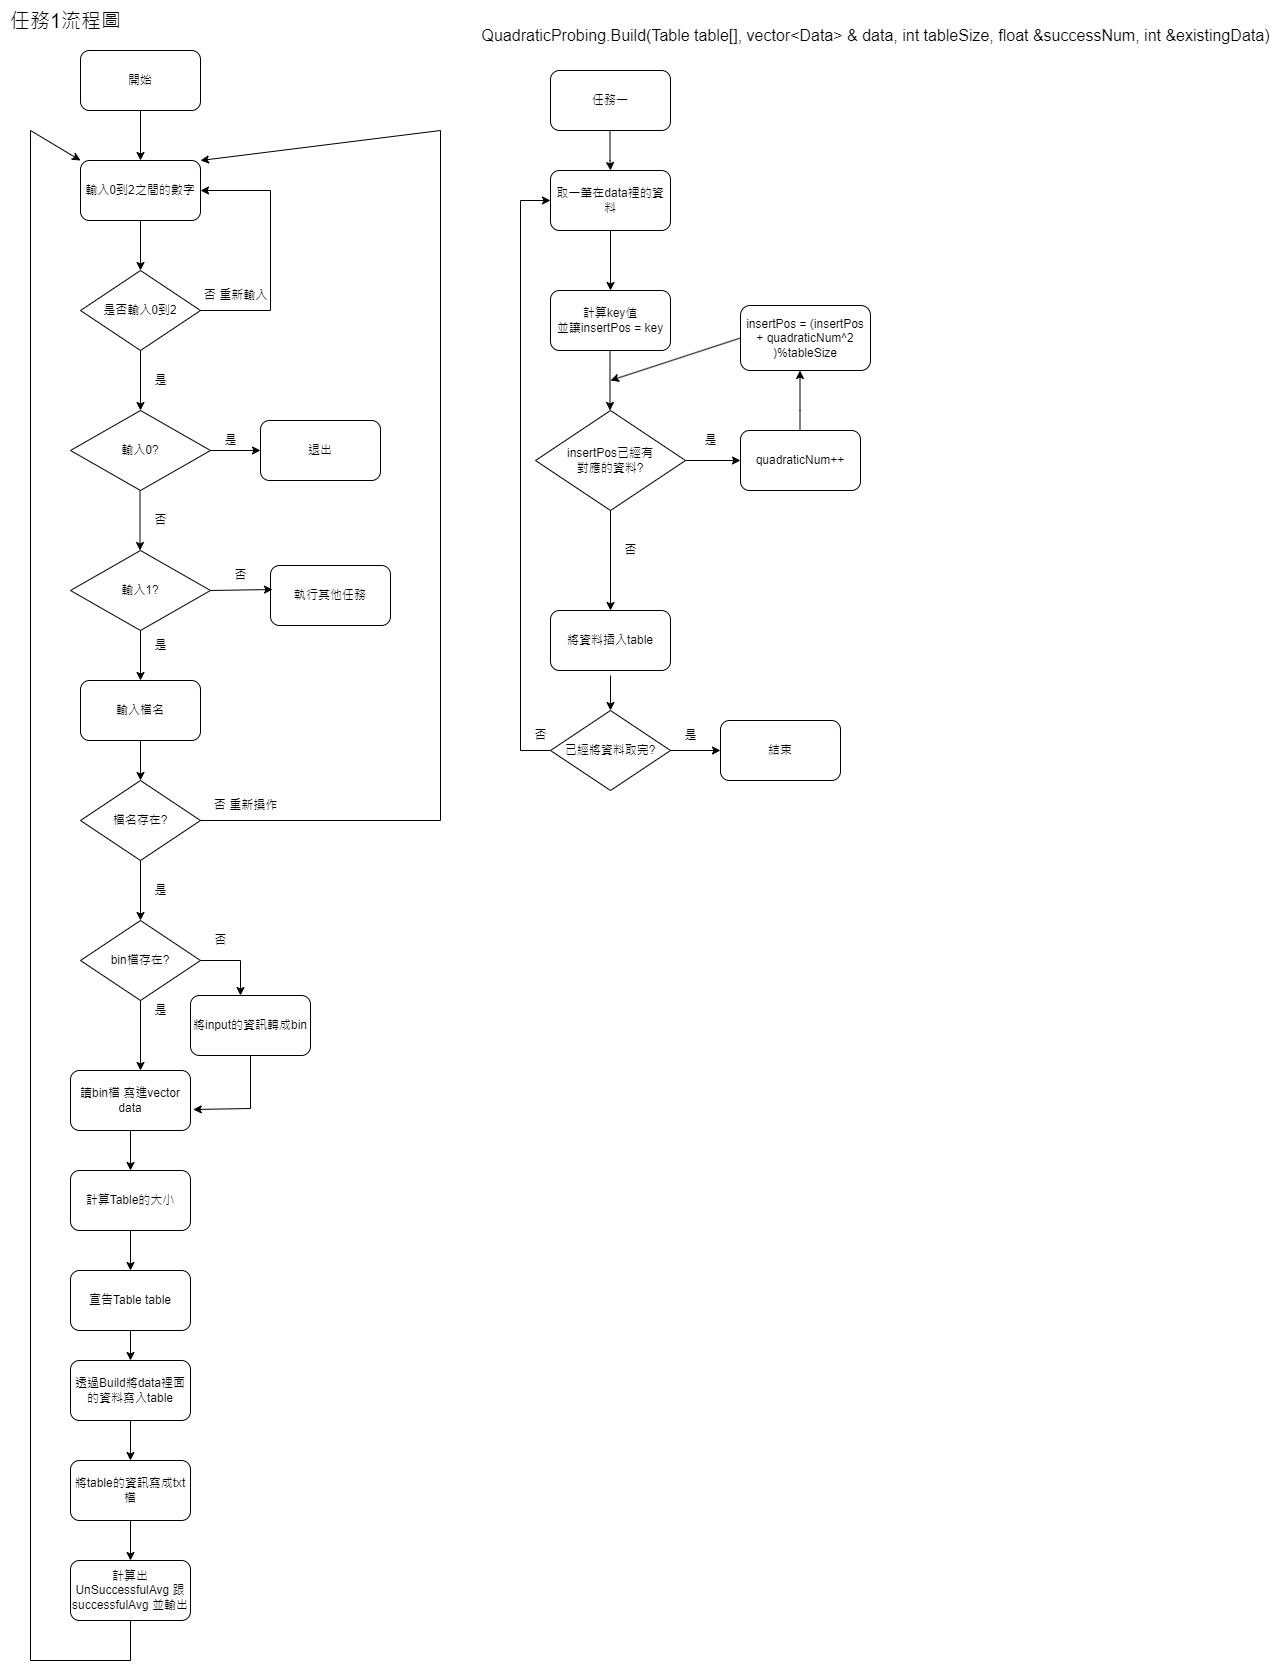 任務1流程圖
開始
輸入0到2之間的數字
是否輸入0到2
否 重新輸入
是
輸入0?
是
退出
否
輸入1?
否
執行其他任務
是
輸入檔名
檔名存在?
否 重新操作
是
bin檔存在?
否
將input的資訊轉成bin
是
讀bin檔 寫進vector
data
計算Table的大小
宣告Table table
透過Build將data裡面
的資料寫入table
將table的資訊寫成txt
檔
計算出
UnSuccessfulAvg 跟
successfulAvg 並輸出
QuadraticProbing.Build(Table table[], vector<Data> & data, int tableSize, float &successNum, int &existingData)
任務一
取一筆在data裡的資
料
計算key值
並讓insertPos = key
insertPos = (insertPos
+ quadraticNum^2
)%tableSize
insertPos已經有
對應的資料?
是
quadraticNum++
否
將資料插入table
已經將資料取完?
否
是
結束